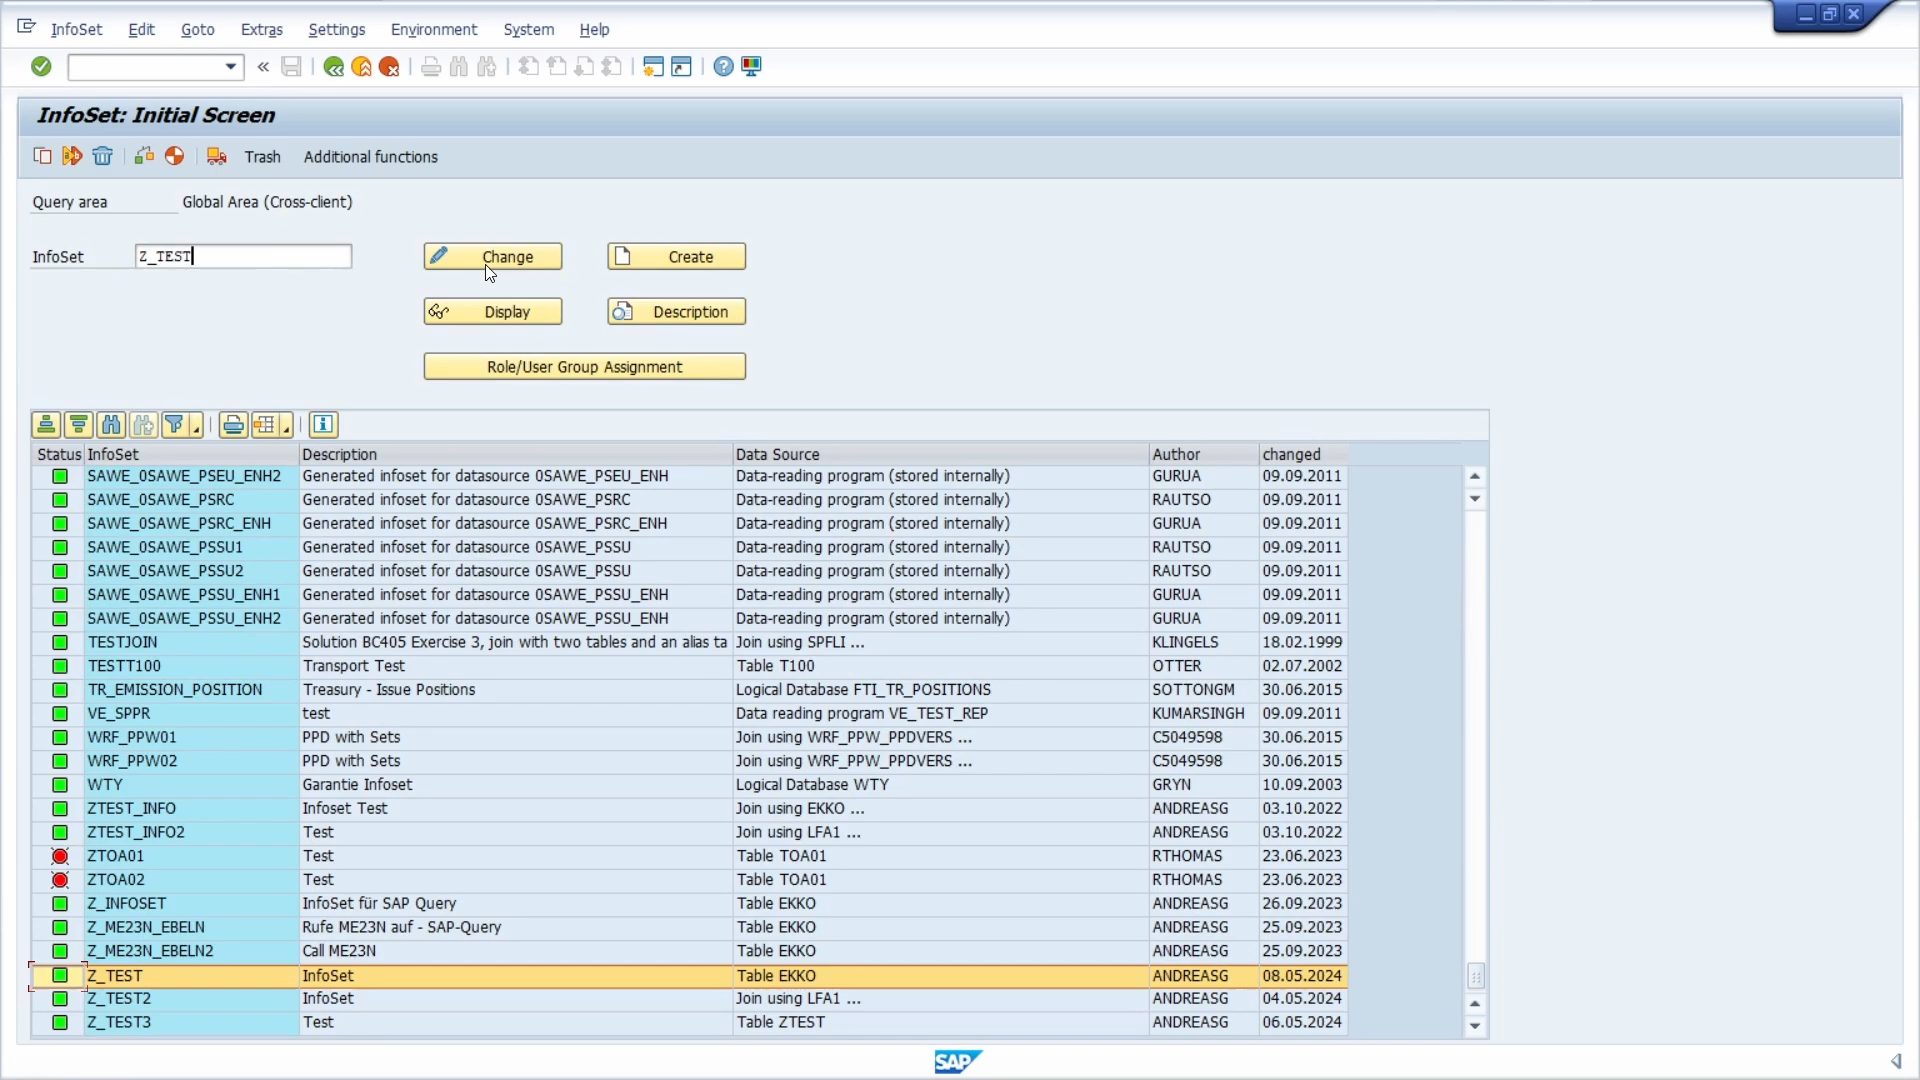 InfoSet Edit Goto Extras Settings Environment System Help
InfoSet: Initial Screen
Trash Additional functions
Query area Global Area (Cross-client)
InfoSet Z_TEST Change Create
Display Description
Role/User Group Assignment
Status InfoSet Description Data Source Author changed
SAWE_0SAWE_PSEU_ENH2 Generated infoset for datasource 0SAWE_PSEU_ENH Data-reading program (stored internally) GURUA 09.09.2011
SAWE_0SAWE_PSRC Generated infoset for datasource 0SAWE_PSRC Data-reading program (stored internally) RAUTSO 09.09.2011
SAWE_0SAWE_PSRC_ENH Generated infoset for datasource 0SAWE_PSRC_ENH Data-reading program (stored internally) GURUA 09.09.2011
SAWE_0SAWE_PSSU1 Generated infoset for datasource 0SAWE_PSSU Data-reading program (stored internally) RAUTSO 09.09.2011
SAWE_0SAWE_PSSU2 Generated infoset for datasource 0SAWE_PSSU Data-reading program (stored internally) RAUTSO 09.09.2011
SAWE_0SAWE_PSSU_ENH1 Generated infoset for datasource 0SAWE_PSSU_ENH Data-reading program (stored internally) GURUA 09.09.2011
SAWE_0SAWE_PSSU_ENH2 Generated infoset for datasource 0SAWE_PSSU_ENH Data-reading program (stored internally) GURUA 09.09.2011
TESTJOIN Solution BC405 Exercise 3, join with two tables and an alias ta Join using SPFLI ... KLINGELS 18.02.1999
TESTT100 Transport Test Table T100 OTTER 02.07.2002
TR_EMISSION_POSITION Treasury - Issue Positions Logical Database FTI_TR_POSITIONS SOTTONGM 30.06.2015
VE_SPPR test Data reading program VE_TEST_REP KUMARSINGH 09.09.2011
WRF_PPW01 PPD with Sets Join using WRF_PPW_PPDVERS ... C5049598 30.06.2015
WRF_PPW02 PPD with Sets Join using WRF_PPW_PPDVERS ... C5049598 30.06.2015
WTY Garantie Infoset Logical Database WTY GRYN 10.09.2003
ZTEST_INFO Infoset Test Join using EKKO ... ANDREASG 03.10.2022
ZTEST_INFO2 Test Join using LFA1 ... ANDREASG 03.10.2022
ZTOA01 Test Table TOA01 RTHOMAS 23.06.2023
ZTOA02 Test Table TOA01 RTHOMAS 23.06.2023
Z_INFOSET InfoSet für SAP Query Table EKKO ANDREASG 26.09.2023
Z_ME23N_EBELN Rufe ME23N auf - SAP-Query Table EKKO ANDREASG 25.09.2023
Z_ME23N_EBELN2 Call ME23N Table EKKO ANDREASG 25.09.2023
Z_TEST InfoSet Table EKKO ANDREASG 08.05.2024
Z_TEST2 InfoSet Join using LFA1 ... ANDREASG 04.05.2024
Z_TEST3 Test Table ZTEST ANDREASG 06.05.2024
SAP